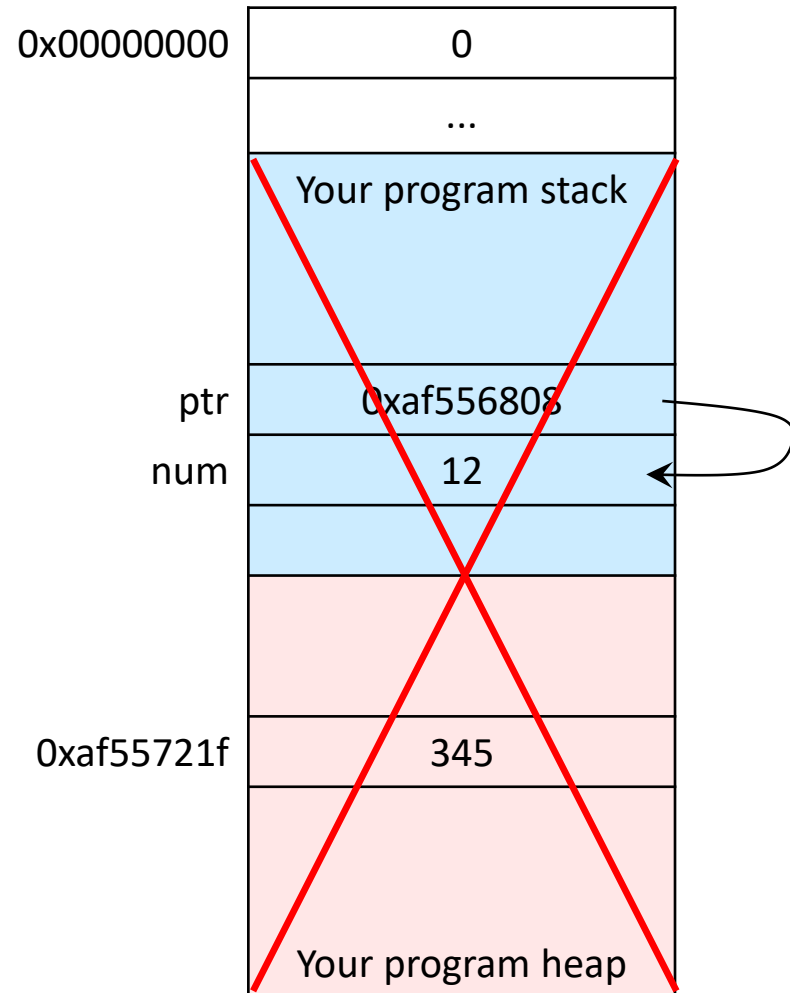 0x00000000 0
...
Your program stack
ptr 0xaf556808
num 12
0xaf55721f 345
Your program heap